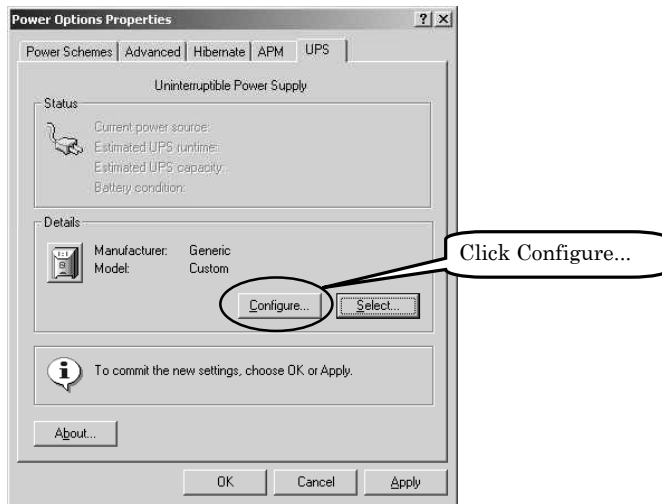 Power Options Properties
Power Schemes Advanced Hibernate APM UPS
Uninterruptible Power Supply
Status
Current power source:
Estimated UPS runtime:
Estimated UPS capacity:
Battery condition:
Details
Manufacturer: Generic
Model: Custom
Configure... Select...
Click Configure...
To commit the new settings, choose OK or Apply.
About...
OK Cancel Apply